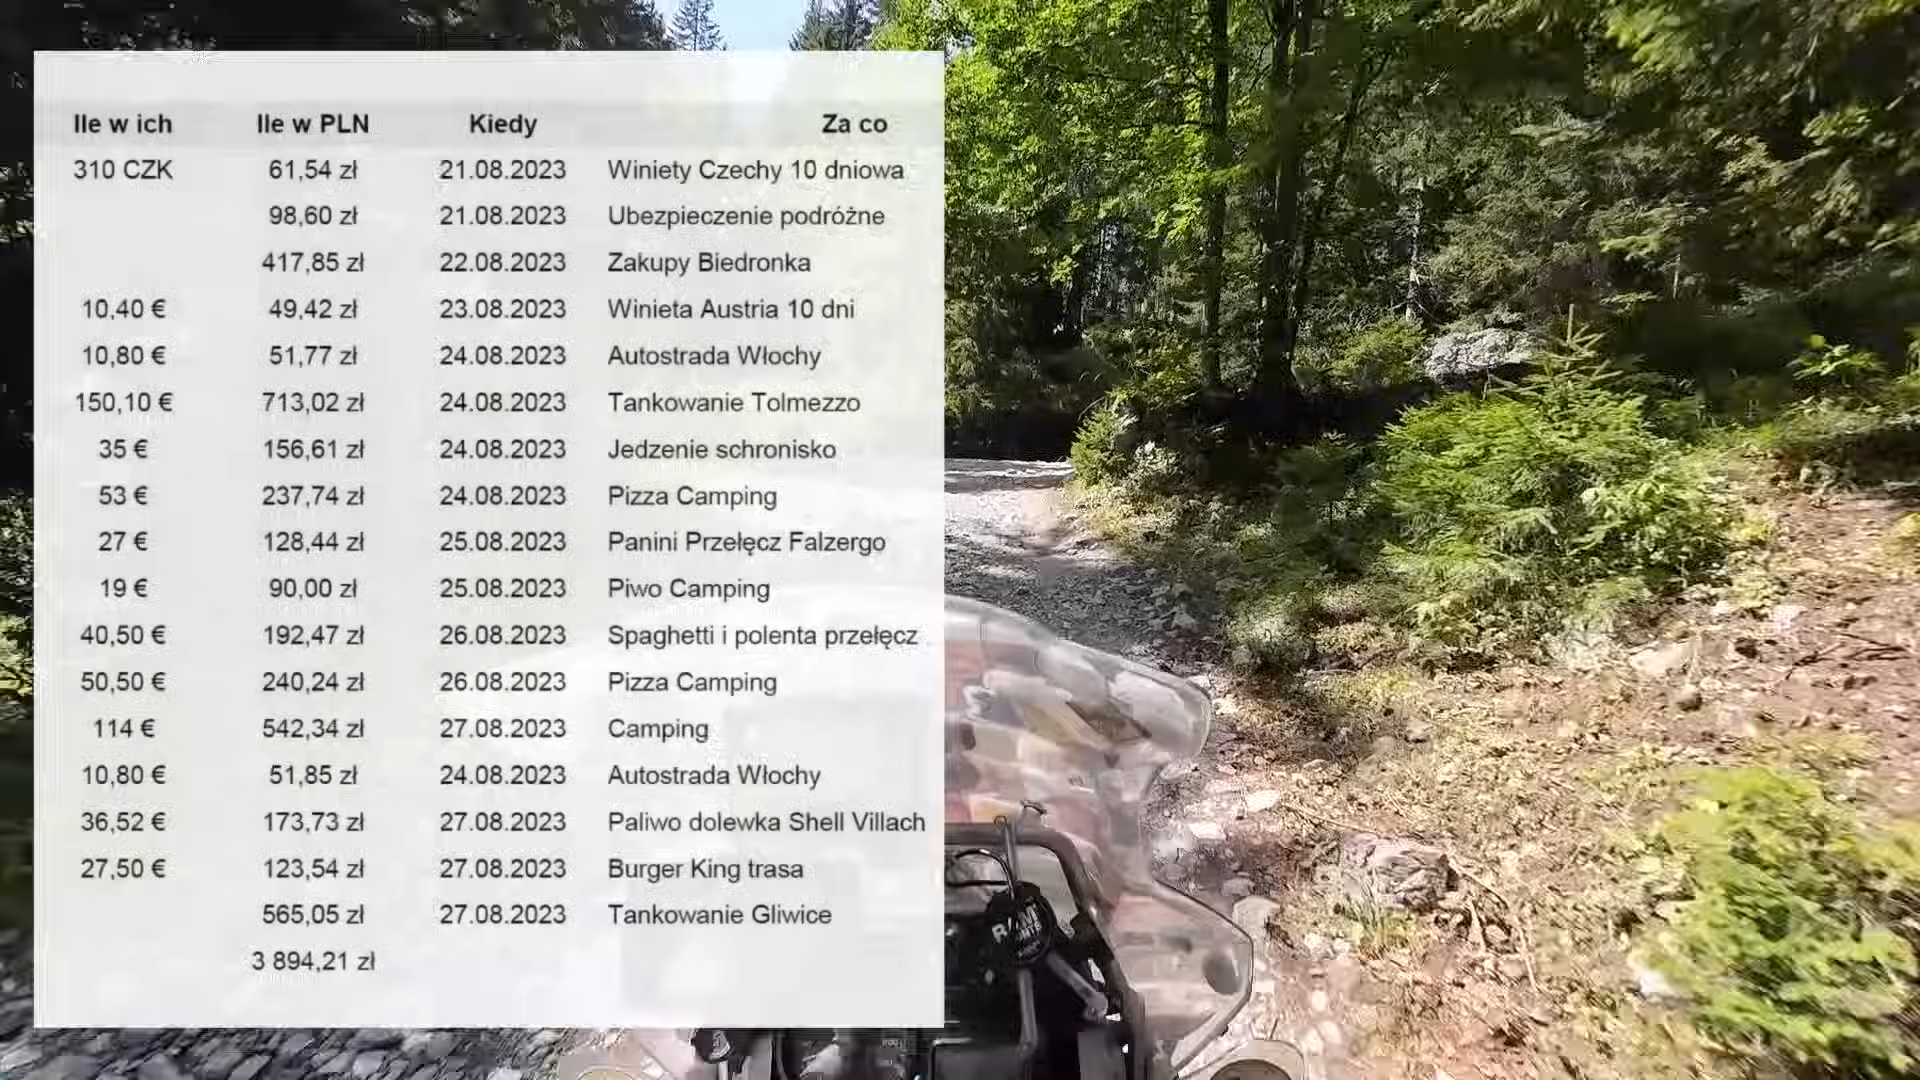 Ile w ich Ile w PLN Kiedy Za co
310 CZK 61,54 zł 21.08.2023 Winiety Czechy 10 dniowa
98,60 zł 21.08.2023 Ubezpieczenie podróżne
417,85 zł 22.08.2023 Zakupy Biedronka
10,40 € 49,42 zł 23.08.2023 Winieta Austria 10 dni
10,80 € 51,77 zł 24.08.2023 Autostrada Włochy
150,10 € 713,02 zł 24.08.2023 Tankowanie Tolmezzo
35 € 156,61 zł 24.08.2023 Jedzenie schronisko
53 € 237,74 zł 24.08.2023 Pizza Camping
27 € 128,44 zł 25.08.2023 Panini Przełęcz Falzergo
19 € 90,00 zł 25.08.2023 Piwo Camping
40,50 € 192,47 zł 26.08.2023 Spaghetti i polenta przełęcz
50,50 € 240,24 zł 26.08.2023 Pizza Camping
114 € 542,34 zł 27.08.2023 Camping
10,80 € 51,85 zł 24.08.2023 Autostrada Włochy
36,52 € 173,73 zł 27.08.2023 Paliwo dolewka Shell Villach
27,50 € 123,54 zł 27.08.2023 Burger King trasa
565,05 zł 27.08.2023 Tankowanie Gliwice
3 894,21 zł